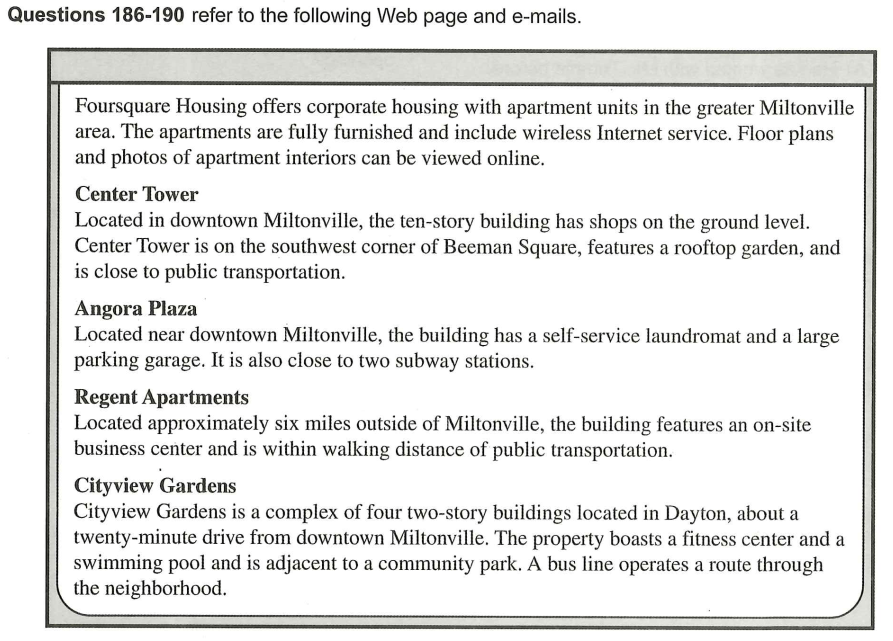 Questions 186-190 refer to the following Web page and e-mails.
Foursquare Housing offers corporate housing with apartment units in the greater Miltonville
area. The apartments are fully furnished and include wireless Internet service. Floor plans
and photos of apartment interiors can be viewed online.
Center Tower
Located in downtown Miltonville, the ten-story building has shops on the ground level.
Center Tower is on the southwest corner of Beeman Square, features a rooftop garden, and
is close to public transportation.
Angora Plaza
Located near downtown Miltonville, the building has a self-service laundromat and a large
parking garage. It is also close to two subway stations.
Regent Apartments
Located approximately six miles outside of Miltonville, the building features an on-site
business center and is within walking distance of public transportation.
Cityview Gardens
Cityview Gardens is a complex of four two-story buildings located in Dayton, about a
twenty-minute drive from downtown Miltonville. The property boasts a fitness center and a
swimming pool and is adjacent to a community park. A bus line operates a route through
the neighborhood.